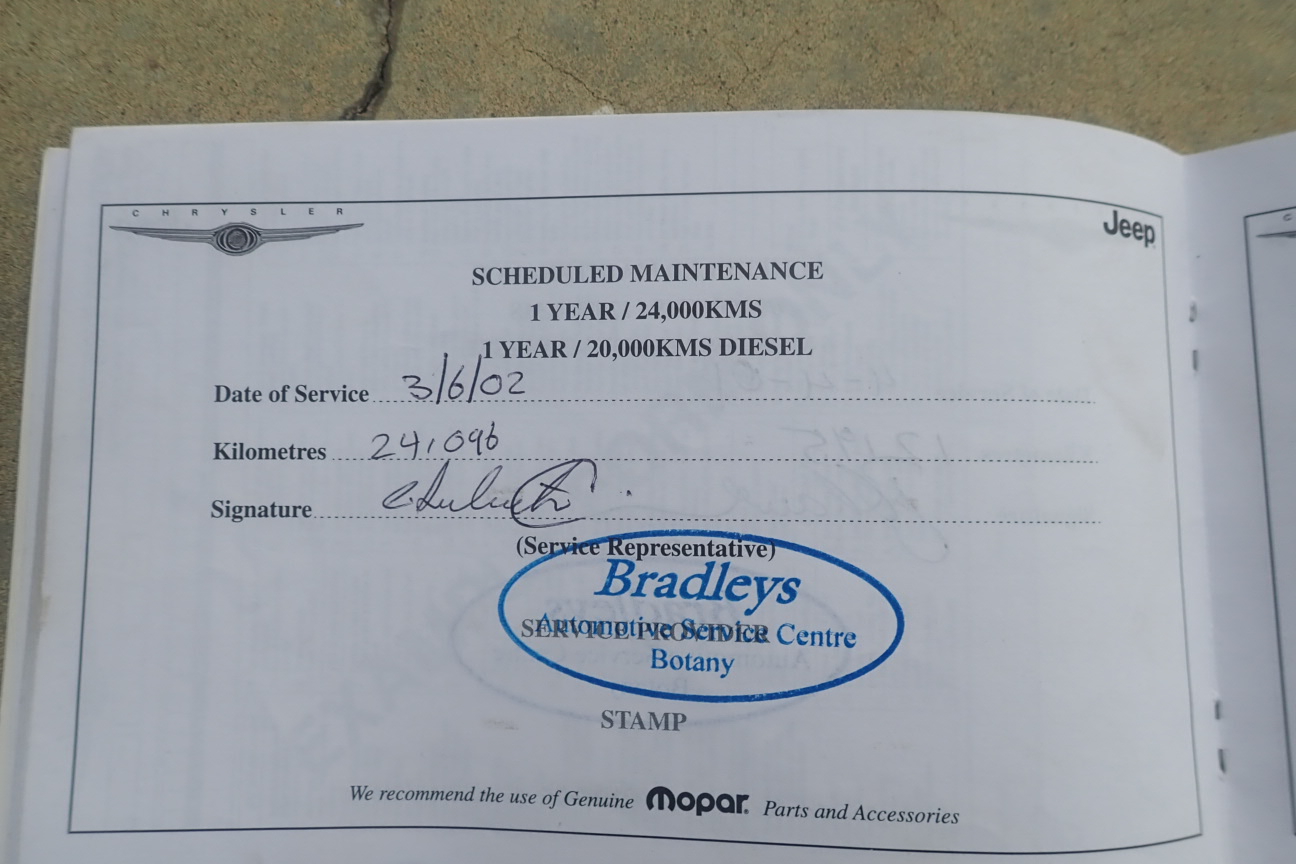 CHRYSLER
Jeep
SCHEDULED MAINTENANCE
1 YEAR / 24,000KMS
1 YEAR / 20,000KMS DIESEL
Date of Service 3/6/02
Kilometres 24,096
Signature
(Service Representative)
Bradleys
SERVICE PROVIDER
Automotive Service Centre
Botany
STAMP
We recommend the use of Genuine Mopar. Parts and Accessories